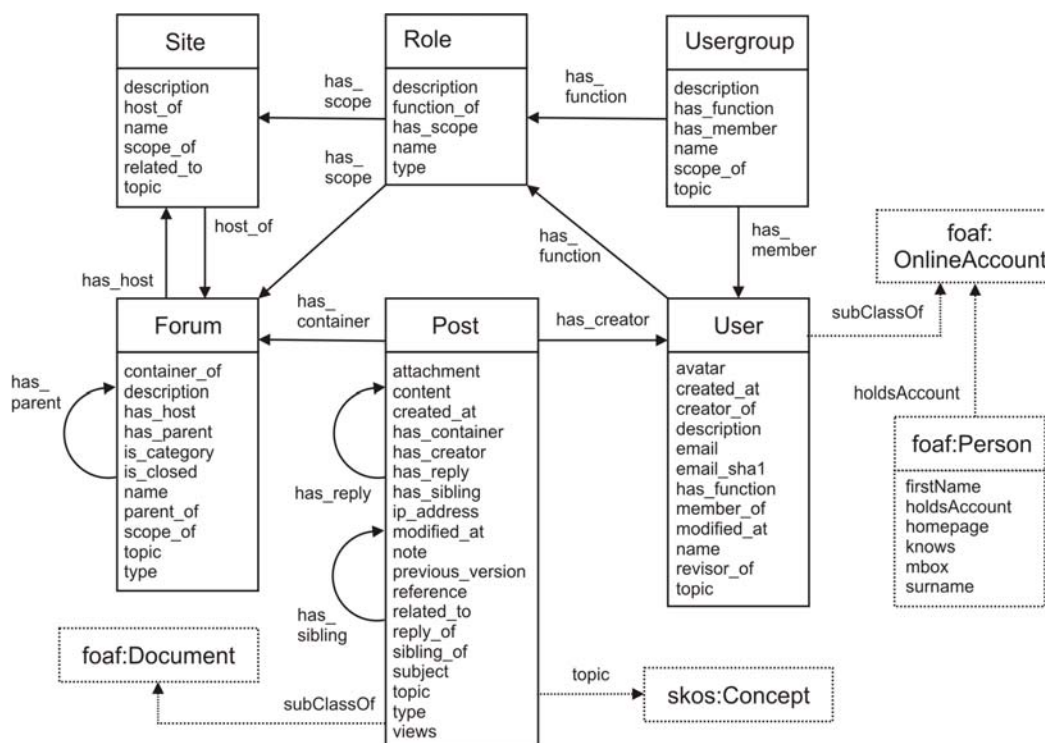 Site
description
host_of
name
scope_of
related_to
topic
has_
scope
has_
scope
Role
description
function_of
has_scope
name
type
has_
function
Usergroup
description
has_function
has_member
name
scope_of
topic
host_of
has_host
has_
function
has_
member
foaf:
OnlineAccount
Forum
container_of
description
has_host
has_parent
is_category
is_closed
name
parent_of
scope_of
topic
type
has_
parent
has_
container
Post
attachment
content
created_at
has_container
has_creator
has_reply
has_sibling
ip_address
modified_at
note
previous_version
reference
related_to
reply_of
sibling_of
subject
topic
type
views
has_reply
has_
sibling
has_creator
User
avatar
created_at
creator_of
description
email
email_sha1
has_function
member_of
modified_at
name
revisor_of
topic
subClassOf
holdsAccount
foaf:Person
firstName
holdsAccount
homepage
knows
mbox
surname
foaf:Document
subClassOf
topic
skos:Concept